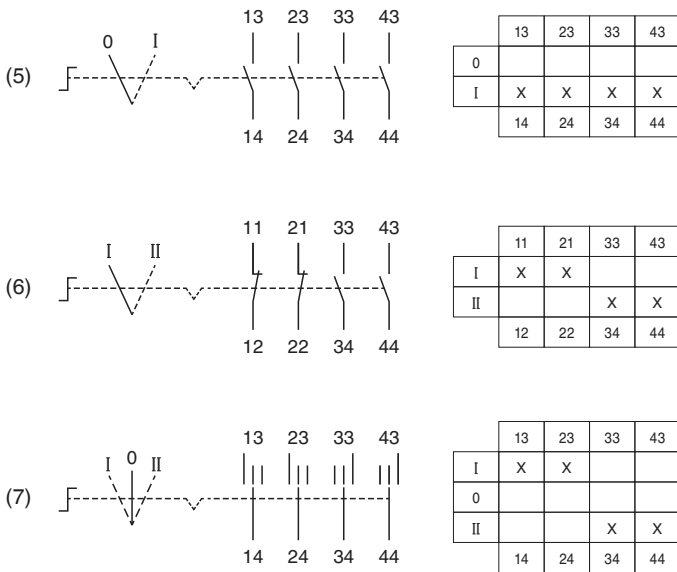 13 23 33 43
0 I
(5)
14 24 34 44
13 23 33 43
0
I X X X X
14 24 34 44
11 21 33 43
I II
(6)
12 22 34 44
11 21 33 43
I X X
II X X
12 22 34 44
13 23 33 43
I 0 II
(7)
14 24 34 44
13 23 33 43
I X X
0
II X X
14 24 34 44